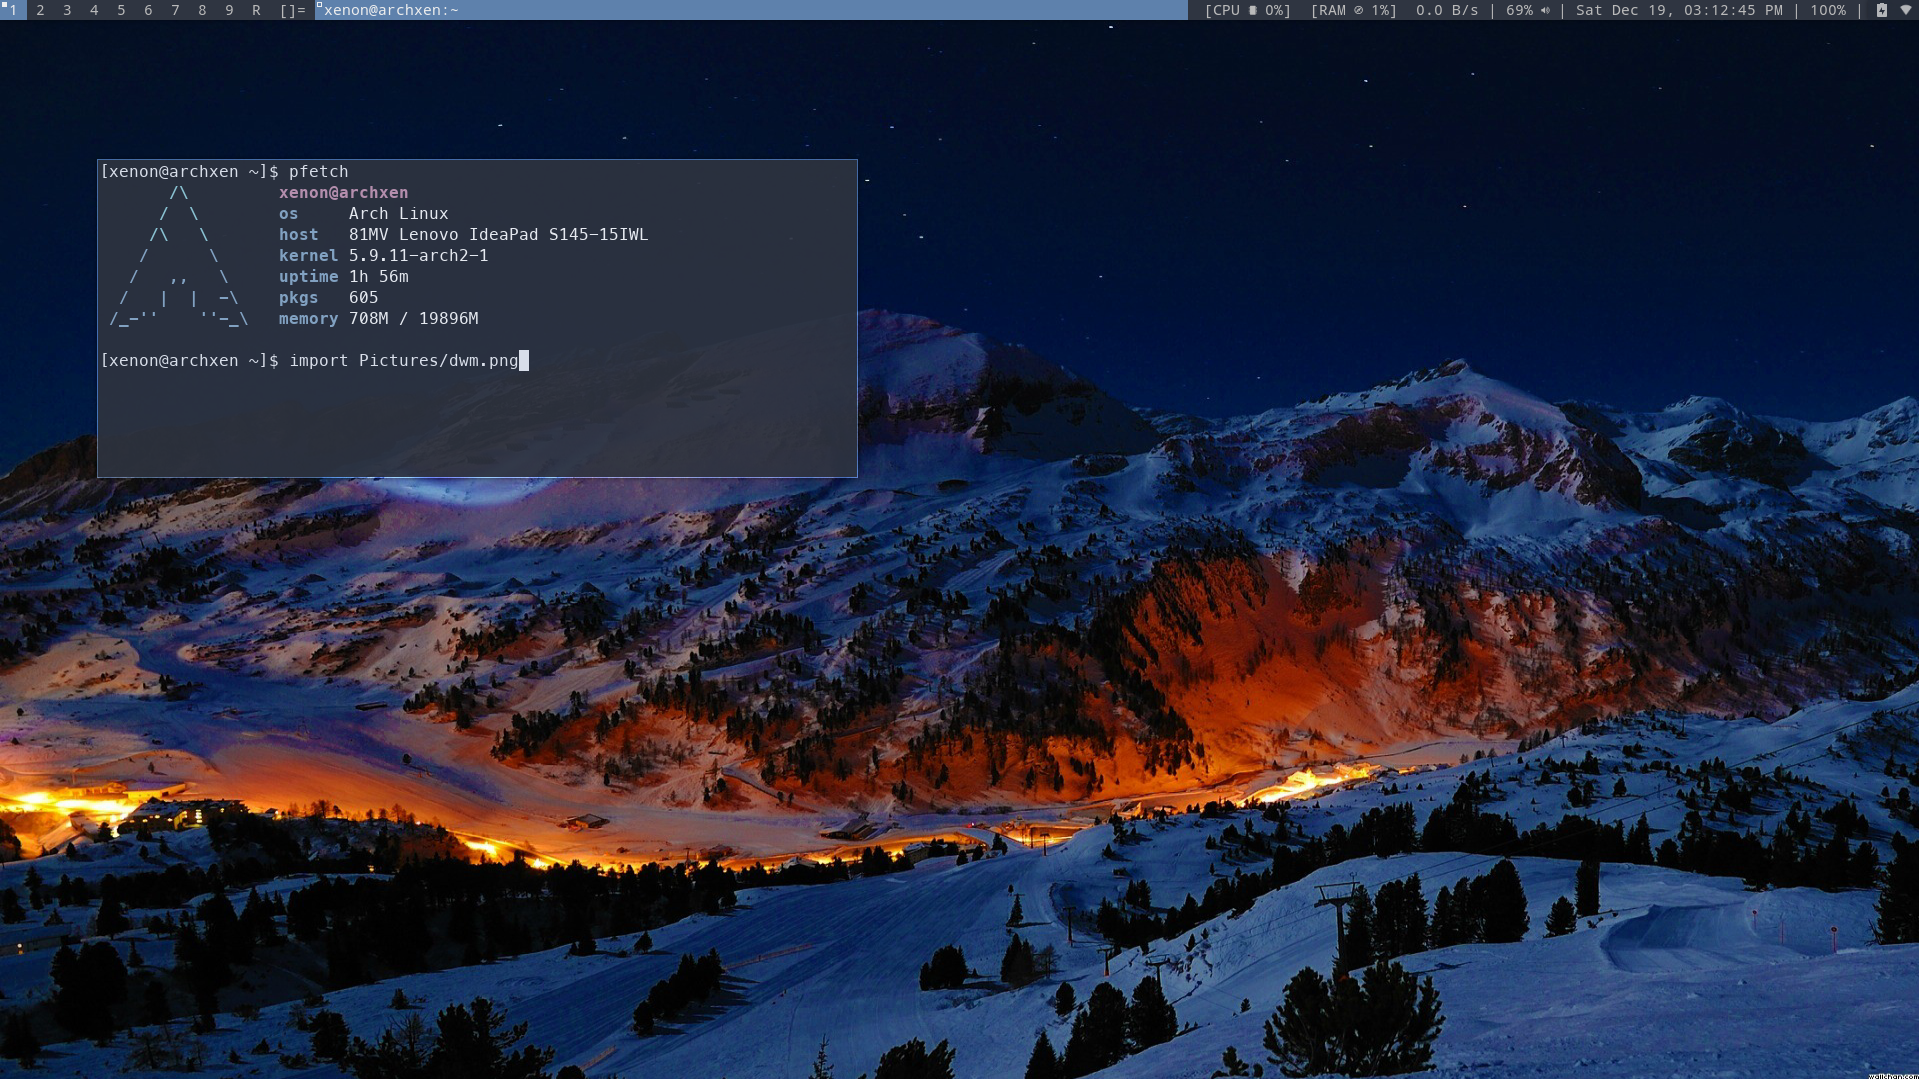 1 2 3 4 5 6 7 8 9 R []= xenon@archxen:~ [CPU 0%] [RAM 1%] 0.0 B/s | 69% | Sat Dec 19, 03:12:45 PM | 100% |
[xenon@archxen ~]$ pfetch
/\ xenon@archxen
/  \ os Arch Linux
/\   \ host 81MV Lenovo IdeaPad S145-15IWL
/      \ kernel 5.9.11-arch2-1
/   ,,   \ uptime 1h 56m
/   |  |  -\ pkgs 605
/_-''    ''-_\ memory 708M / 19896M
[xenon@archxen ~]$ import Pictures/dwm.png
wallchan.com